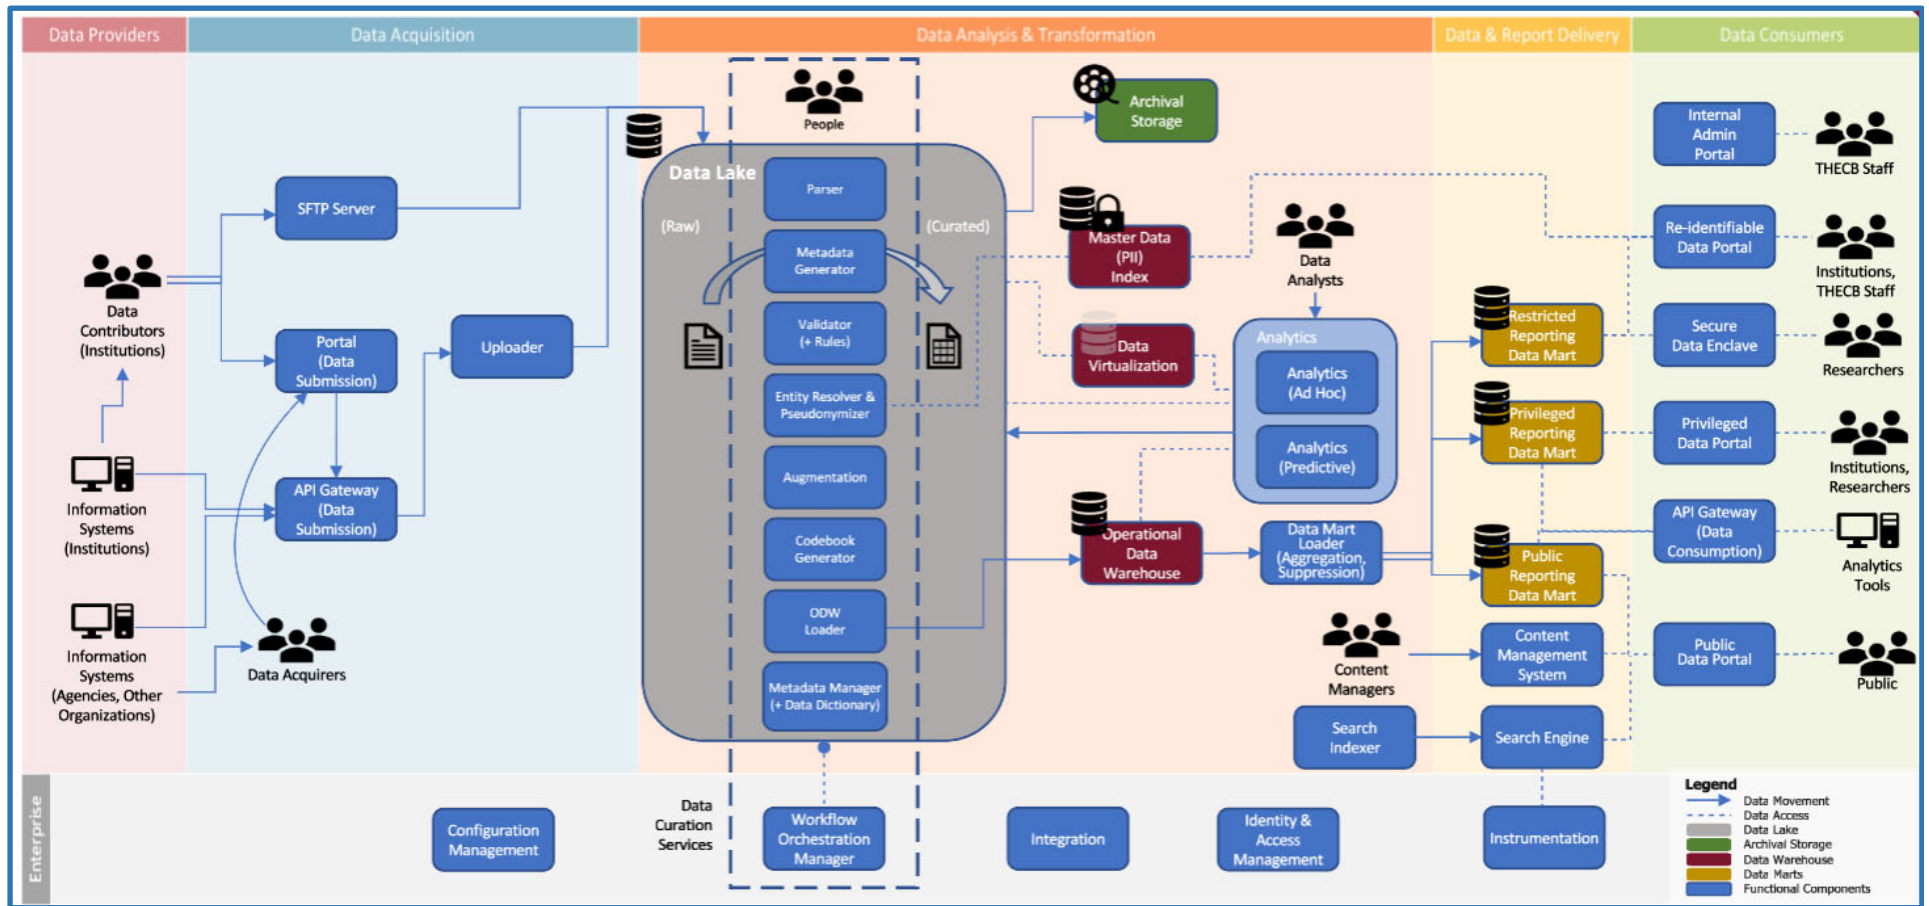 Data Providers
Data Acquisition
Data Analysis & Transformation
Data & Report Delivery
Data Consumers
Data
Contributors
(Institutions)
Information
Systems
(Institutions)
Information
Systems
(Agencies, Other
Organizations)
SFTP Server
Portal
(Data
Submission)
API Gateway
(Data
Submission)
Uploader
Data Acquirers
People
Data Lake
(Raw)
(Curated)
Parser
Metadata
Generator
Validator
(+ Rules)
Entity Resolver &
Pseudonymizer
Augmentation
Codebook
Generator
ODW
Loader
Metadata Manager
(+ Data Dictionary)
Archival
Storage
Master Data
(PII)
Index
Data
Virtualization
Operational
Data
Warehouse
Data
Analysts
Analytics
Analytics
(Ad Hoc)
Analytics
(Predictive)
Data Mart
Loader
(Aggregation,
Suppression)
Content
Managers
Search
Indexer
Restricted
Reporting
Data Mart
Privileged
Reporting
Data Mart
Public
Reporting
Data Mart
Content
Management
System
Search Engine
Internal
Admin
Portal
THECB Staff
Re-identifiable
Data Portal
Institutions,
THECB Staff
Secure
Data Enclave
Researchers
Privileged
Data Portal
Institutions,
Researchers
API Gateway
(Data
Consumption)
Analytics
Tools
Public
Data Portal
Public
Enterprise
Configuration
Management
Data
Curation
Services
Workflow
Orchestration
Manager
Integration
Identity &
Access
Management
Instrumentation
Legend
Data Movement
Data Access
Data Lake
Archival Storage
Data Warehouse
Data Marts
Functional Components